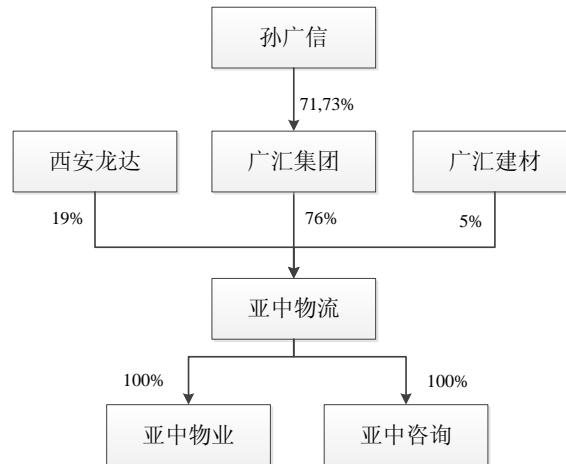 孙广信
71,73%
西安龙达
广汇集团
广汇建材
19%
76%
5%
亚中物流
100%
100%
亚中物业
亚中咨询